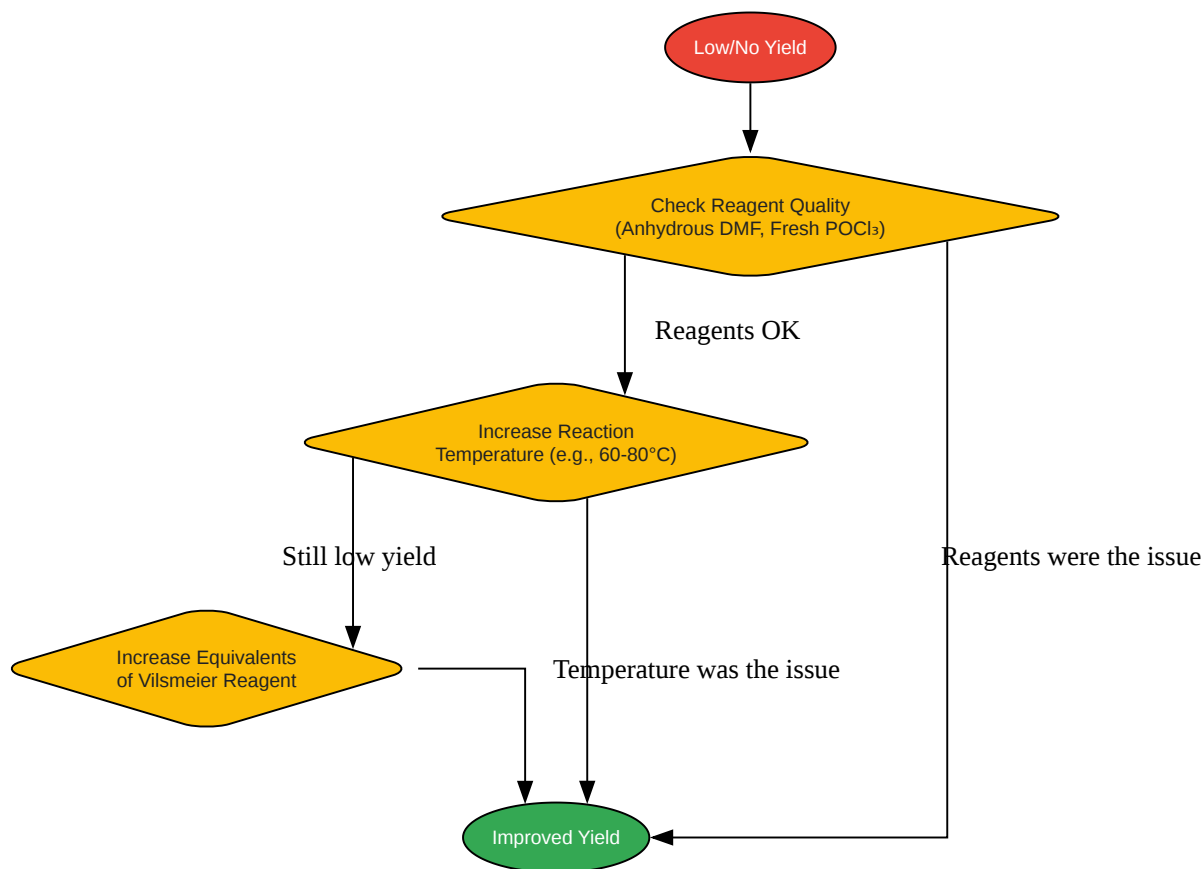 Low/No Yield
Check Reagent Quality
(Anhydrous DMF, Fresh POCl₃)
Reagents OK
Increase Reaction
Temperature (e.g., 60-80°C)
Still low yield
Reagents were the issue
Increase Equivalents
of Vilsmeier Reagent
Temperature was the issue
Improved Yield